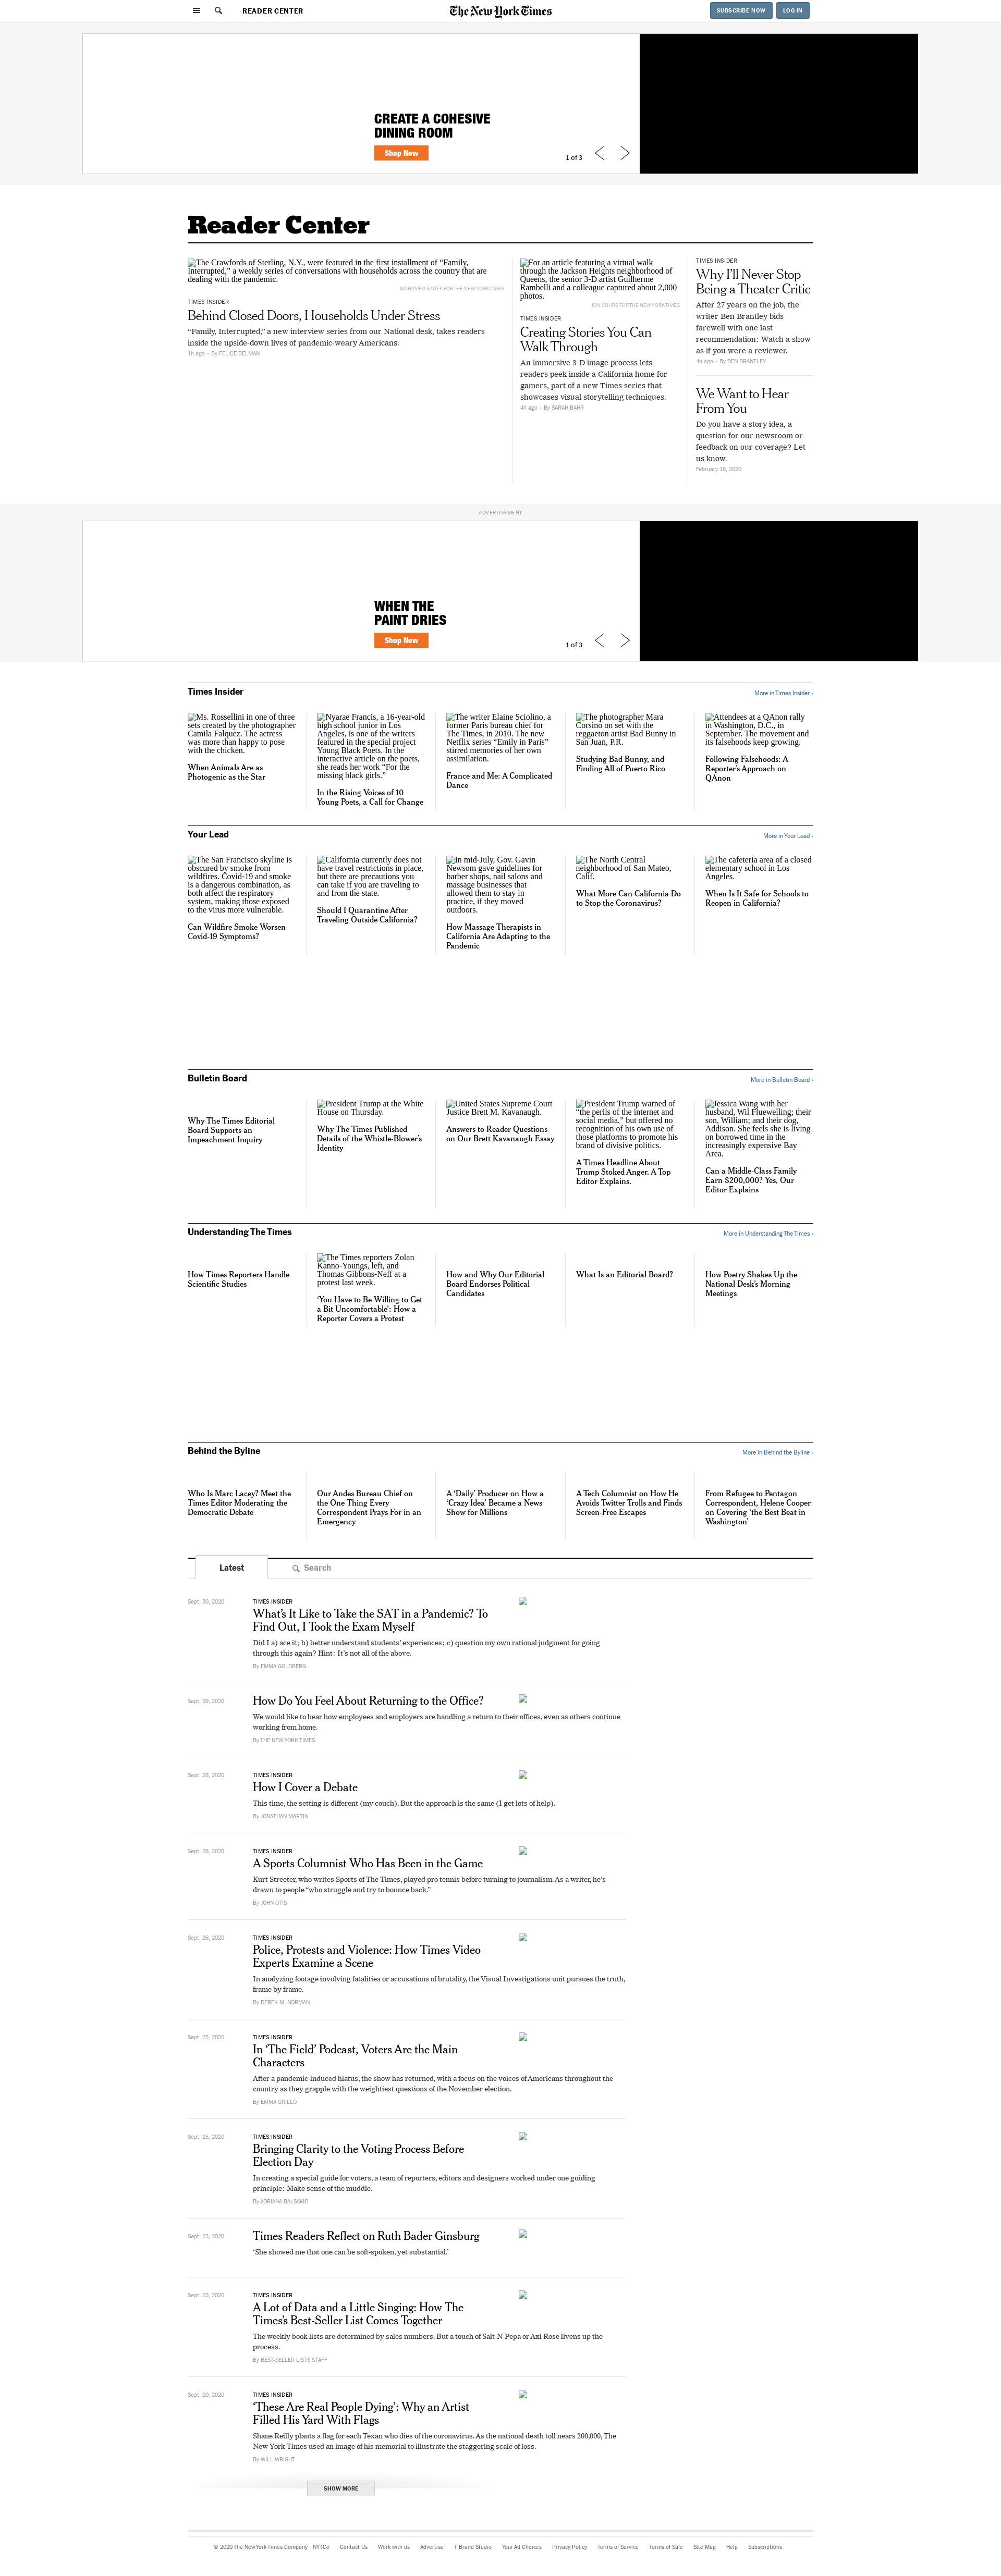 READER CENTER
The New York Times
SUBSCRIBE NOW
LOG IN
CREATE A COHESIVE
DINING ROOM
Shop Now
1 of 3
Reader Center
The Crawfords of Sterling, N.Y., were featured in the first installment of “Family,
Interrupted,” a weekly series of conversations with households across the country that are
dealing with the pandemic.
MOHAMED SADEK FOR THE NEW YORK TIMES
TIMES INSIDER
Behind Closed Doors, Households Under Stress
“Family, Interrupted,” a new interview series from our National desk, takes readers
inside the upside-down lives of pandemic-weary Americans.
1h ago · By FELICE BELMAN
For an article featuring a virtual walk
through the Jackson Heights neighborhood of
Queens, the senior 3-D artist Guilherme
Rambelli and a colleague captured about 2,000
photos.
JON COHRS FOR THE NEW YORK TIMES
TIMES INSIDER
Creating Stories You Can
Walk Through
An immersive 3-D image process lets
readers peek inside a California home for
gamers, part of a new Times series that
showcases visual storytelling techniques.
4h ago · By SARAH BAHR
TIMES INSIDER
Why I’ll Never Stop
Being a Theater Critic
After 27 years on the job, the
writer Ben Brantley bids
farewell with one last
recommendation: Watch a show
as if you were a reviewer.
4h ago · By BEN BRANTLEY
We Want to Hear
From You
Do you have a story idea, a
question for our newsroom or
feedback on our coverage? Let
us know.
February 18, 2020
ADVERTISEMENT
WHEN THE
PAINT DRIES
Shop Now
1 of 3
Times Insider
More in Times Insider ›
Ms. Rossellini in one of three
sets created by the photographer
Camila Falquez. The actress
was more than happy to pose
with the chicken.
When Animals Are as
Photogenic as the Star
Nyarae Francis, a 16-year-old
high school junior in Los
Angeles, is one of the writers
featured in the special project
Young Black Poets. In the
interactive article on the poets,
she reads her work “For the
missing black girls.”
In the Rising Voices of 10
Young Poets, a Call for Change
The writer Elaine Sciolino, a
former Paris bureau chief for
The Times, in 2010. The new
Netflix series “Emily in Paris”
stirred memories of her own
assimilation.
France and Me: A Complicated
Dance
The photographer Mara
Corsino on set with the
reggaeton artist Bad Bunny in
San Juan, P.R.
Studying Bad Bunny, and
Finding All of Puerto Rico
Attendees at a QAnon rally
in Washington, D.C., in
September. The movement and
its falsehoods keep growing.
Following Falsehoods: A
Reporter’s Approach on
QAnon
Your Lead
More in Your Lead ›
The San Francisco skyline is
obscured by smoke from
wildfires. Covid-19 and smoke
is a dangerous combination, as
both affect the respiratory
system, making those exposed
to the virus more vulnerable.
Can Wildfire Smoke Worsen
Covid-19 Symptoms?
California currently does not
have travel restrictions in place,
but there are precautions you
can take if you are traveling to
and from the state.
Should I Quarantine After
Traveling Outside California?
In mid-July, Gov. Gavin
Newsom gave guidelines for
barber shops, nail salons and
massage businesses that
allowed them to stay in
practice, if they moved
outdoors.
How Massage Therapists in
California Are Adapting to the
Pandemic
The North Central
neighborhood of San Mateo,
Calif.
What More Can California Do
to Stop the Coronavirus?
The cafeteria area of a closed
elementary school in Los
Angeles.
When Is It Safe for Schools to
Reopen in California?
Bulletin Board
More in Bulletin Board ›
Why The Times Editorial
Board Supports an
Impeachment Inquiry
President Trump at the White
House on Thursday.
Why The Times Published
Details of the Whistle-Blower’s
Identity
United States Supreme Court
Justice Brett M. Kavanaugh.
Answers to Reader Questions
on Our Brett Kavanaugh Essay
President Trump warned of
“the perils of the internet and
social media,” but offered no
recognition of his own use of
those platforms to promote his
brand of divisive politics.
A Times Headline About
Trump Stoked Anger. A Top
Editor Explains.
Jessica Wang with her
husband, Wil Fluewelling; their
son, William; and their dog,
Addison. She feels she is living
on borrowed time in the
increasingly expensive Bay
Area.
Can a Middle-Class Family
Earn $200,000? Yes, Our
Editor Explains
Understanding The Times
More in Understanding The Times ›
How Times Reporters Handle
Scientific Studies
The Times reporters Zolan
Kanno-Youngs, left, and
Thomas Gibbons-Neff at a
protest last week.
‘You Have to Be Willing to Get
a Bit Uncomfortable’: How a
Reporter Covers a Protest
How and Why Our Editorial
Board Endorses Political
Candidates
What Is an Editorial Board?
How Poetry Shakes Up the
National Desk’s Morning
Meetings
Behind the Byline
More in Behind the Byline ›
Who Is Marc Lacey? Meet the
Times Editor Moderating the
Democratic Debate
Our Andes Bureau Chief on
the One Thing Every
Correspondent Prays For in an
Emergency
A ‘Daily’ Producer on How a
‘Crazy Idea’ Became a News
Show for Millions
A Tech Columnist on How He
Avoids Twitter Trolls and Finds
Screen-Free Escapes
From Refugee to Pentagon
Correspondent, Helene Cooper
on Covering ‘the Best Beat in
Washington’
Latest
Search
Sept. 30, 2020
TIMES INSIDER
What’s It Like to Take the SAT in a Pandemic? To
Find Out, I Took the Exam Myself
Did I a) ace it; b) better understand students’ experiences; c) question my own rational judgment for going
through this again? Hint: It’s not all of the above.
By EMMA GOLDBERG
Sept. 29, 2020
How Do You Feel About Returning to the Office?
We would like to hear how employees and employers are handling a return to their offices, even as others continue
working from home.
By THE NEW YORK TIMES
Sept. 28, 2020
TIMES INSIDER
How I Cover a Debate
This time, the setting is different (my couch). But the approach is the same (I get lots of help).
By JONATHAN MARTIN
Sept. 28, 2020
TIMES INSIDER
A Sports Columnist Who Has Been in the Game
Kurt Streeter, who writes Sports of The Times, played pro tennis before turning to journalism. As a writer, he’s
drawn to people “who struggle and try to bounce back.”
By JOHN OTIS
Sept. 26, 2020
TIMES INSIDER
Police, Protests and Violence: How Times Video
Experts Examine a Scene
In analyzing footage involving fatalities or accusations of brutality, the Visual Investigations unit pursues the truth,
frame by frame.
By DEREK M. NORMAN
Sept. 25, 2020
TIMES INSIDER
In ‘The Field’ Podcast, Voters Are the Main
Characters
After a pandemic-induced hiatus, the show has returned, with a focus on the voices of Americans throughout the
country as they grapple with the weightiest questions of the November election.
By EMMA GRILLO
Sept. 25, 2020
TIMES INSIDER
Bringing Clarity to the Voting Process Before
Election Day
In creating a special guide for voters, a team of reporters, editors and designers worked under one guiding
principle: Make sense of the muddle.
By ADRIANA BALSAMO
Sept. 23, 2020
Times Readers Reflect on Ruth Bader Ginsburg
‘She showed me that one can be soft-spoken, yet substantial.’
Sept. 23, 2020
TIMES INSIDER
A Lot of Data and a Little Singing: How The
Times’s Best-Seller List Comes Together
The weekly book lists are determined by sales numbers. But a touch of Salt-N-Pepa or Axl Rose livens up the
process.
By BEST-SELLER LISTS STAFF
Sept. 20, 2020
TIMES INSIDER
‘These Are Real People Dying’: Why an Artist
Filled His Yard With Flags
Shane Reilly plants a flag for each Texan who dies of the coronavirus. As the national death toll nears 200,000, The
New York Times used an image of his memorial to illustrate the staggering scale of loss.
By WILL WRIGHT
SHOW MORE
© 2020 The New York Times Company NYTCo Contact Us Work with us Advertise T Brand Studio Your Ad Choices Privacy Policy Terms of Service Terms of Sale Site Map Help Subscriptions